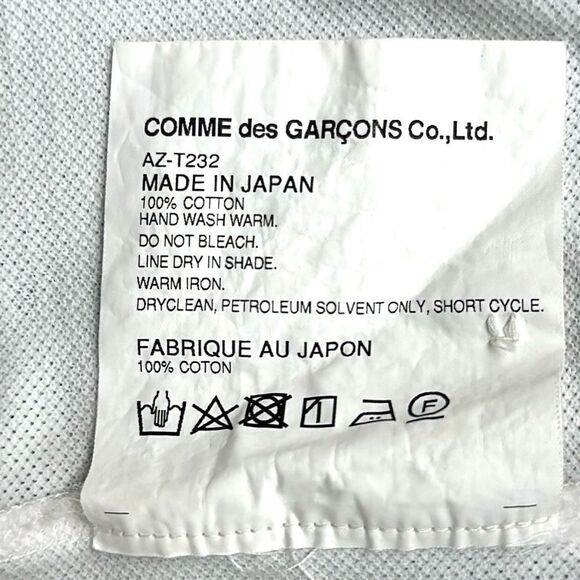 COMME des GARÇONS Co.,Ltd.
AZ-T232
MADE IN JAPAN
100% COTTON
HAND WASH WARM.
DO NOT BLEACH.
LINE DRY IN SHADE.
WARM IRON.
DRYCLEAN, PETROLEUM SOLVENT ONLY, SHORT CYCLE.
FABRIQUE AU JAPON
100% COTON
F